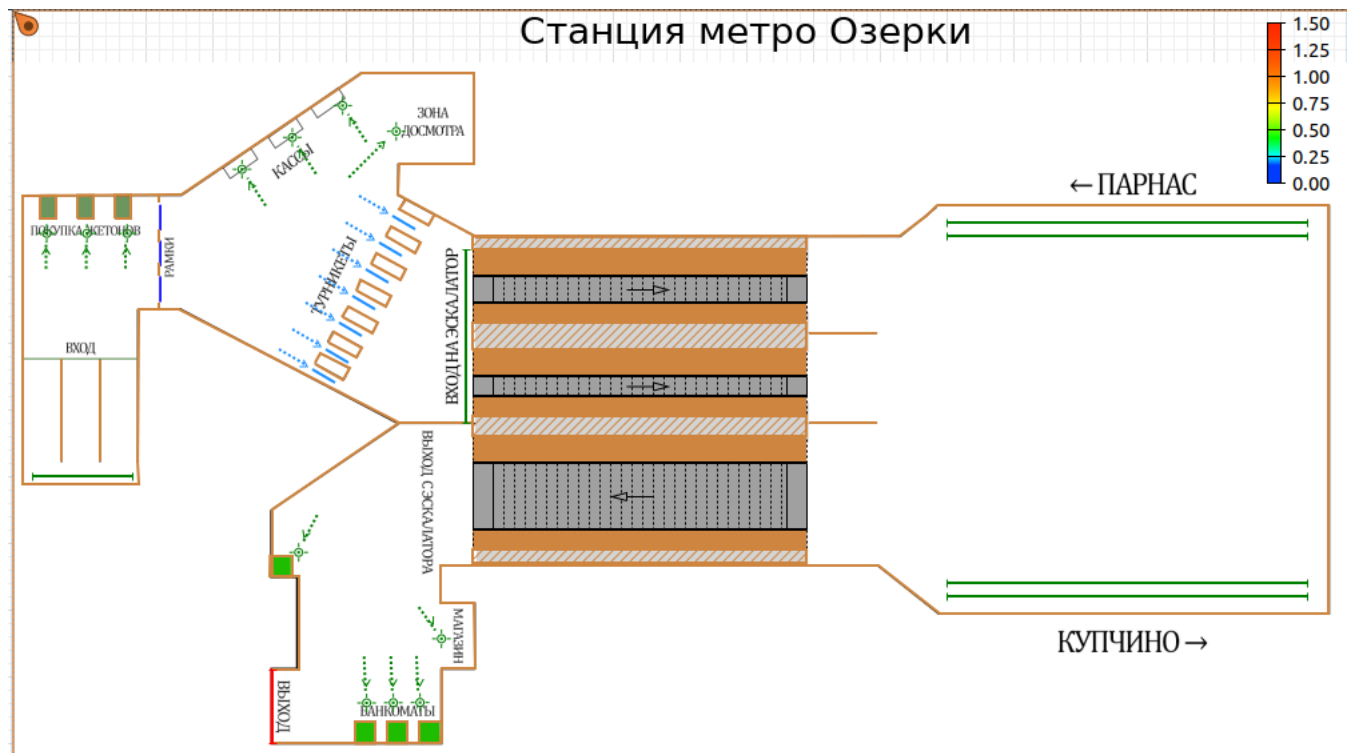 Станция метро Озерки
1.50
1.25
1.00
0.75
0.50
0.25
0.00
ЗОНА
ДОСМОТРА
КАССЫ
← ПАРНАС
ПОКУПКА ЖЕТОНОВ
РАМКИ
ТУРНИКЕТЫ
ВХОД НА ЭСКАЛАТОР
ВХОД
ВЫХОД С ЭСКАЛАТОРА
МАГАЗИН
КУПЧИНО →
ВЫХОД
БАНКОМАТЫ